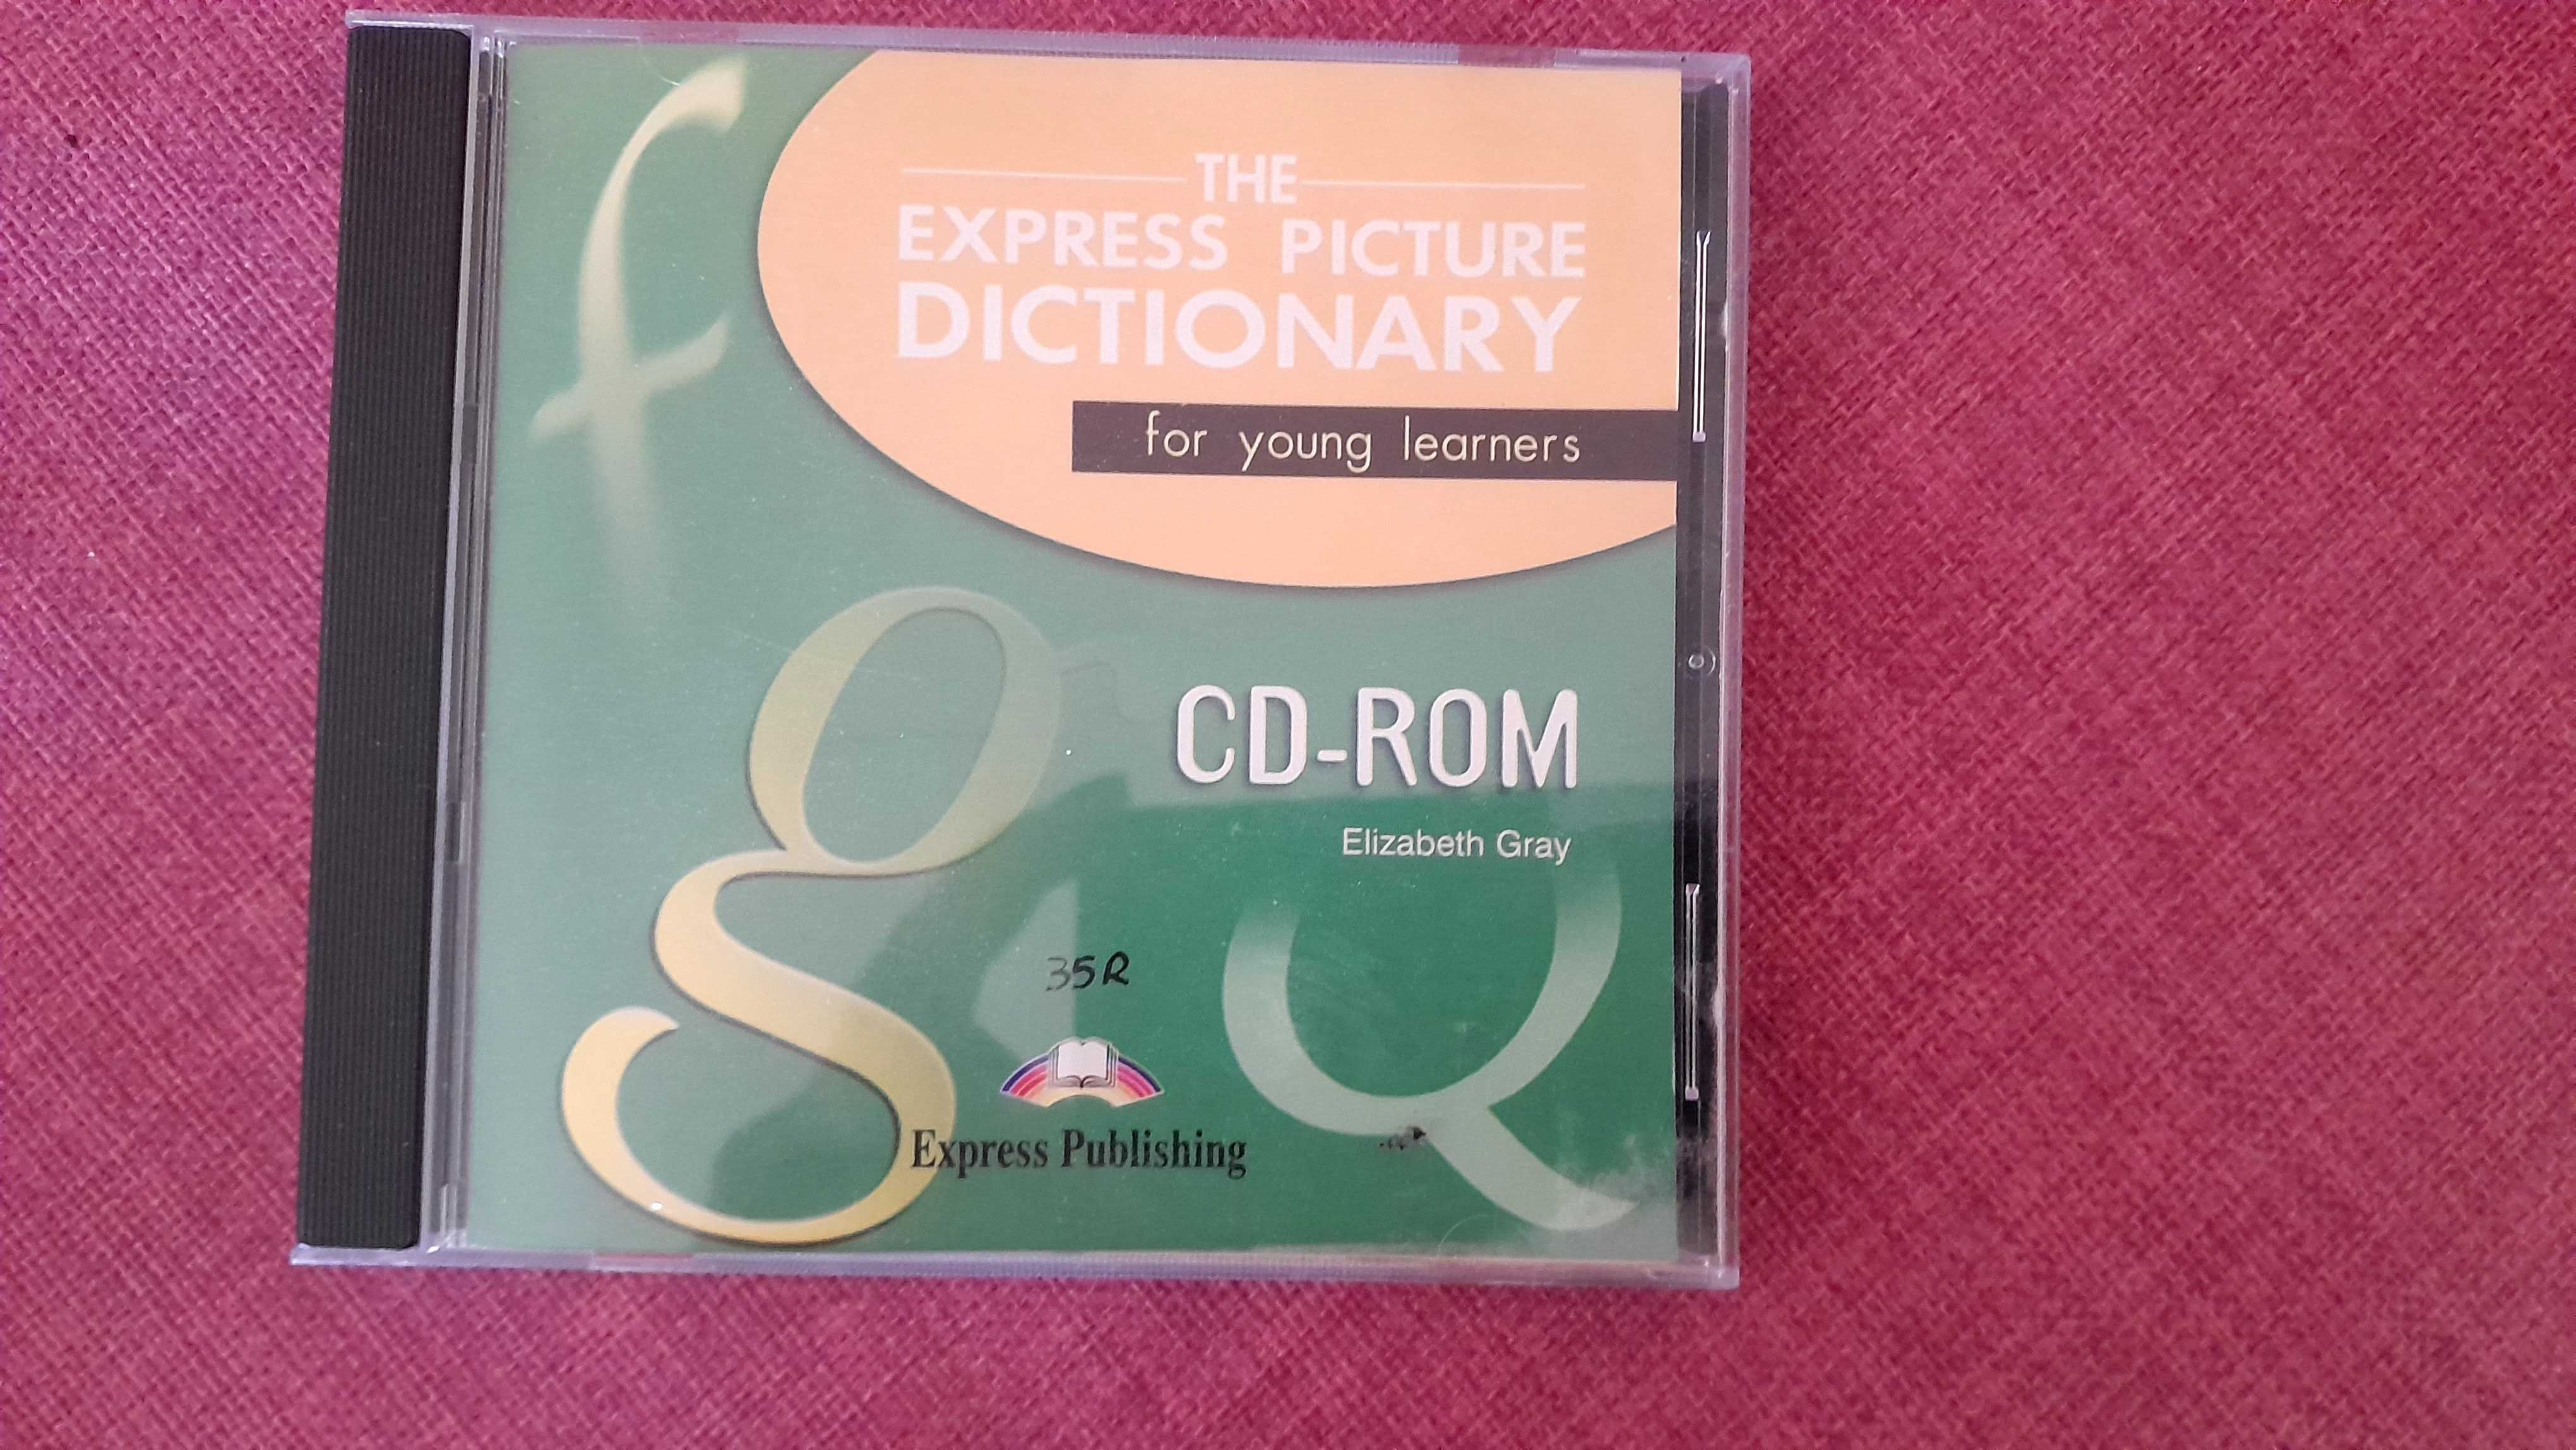 THE
EXPRESS PICTURE
DICTIONARY
for young learners
CD-ROM
Elizabeth Gray
35R
Express Publishing
f
g
Q